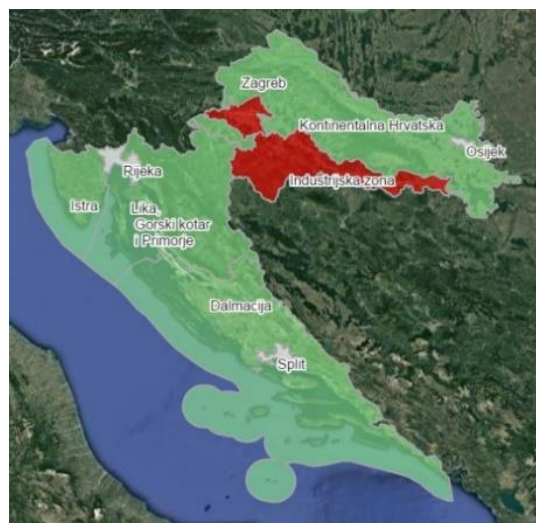 Zagreb
Kontinentalna Hrvatska
Osijek
Rijeka
Industrijska zona
Istra
Lika,
Gorski kotar
i Primorje
Dalmacija
Split